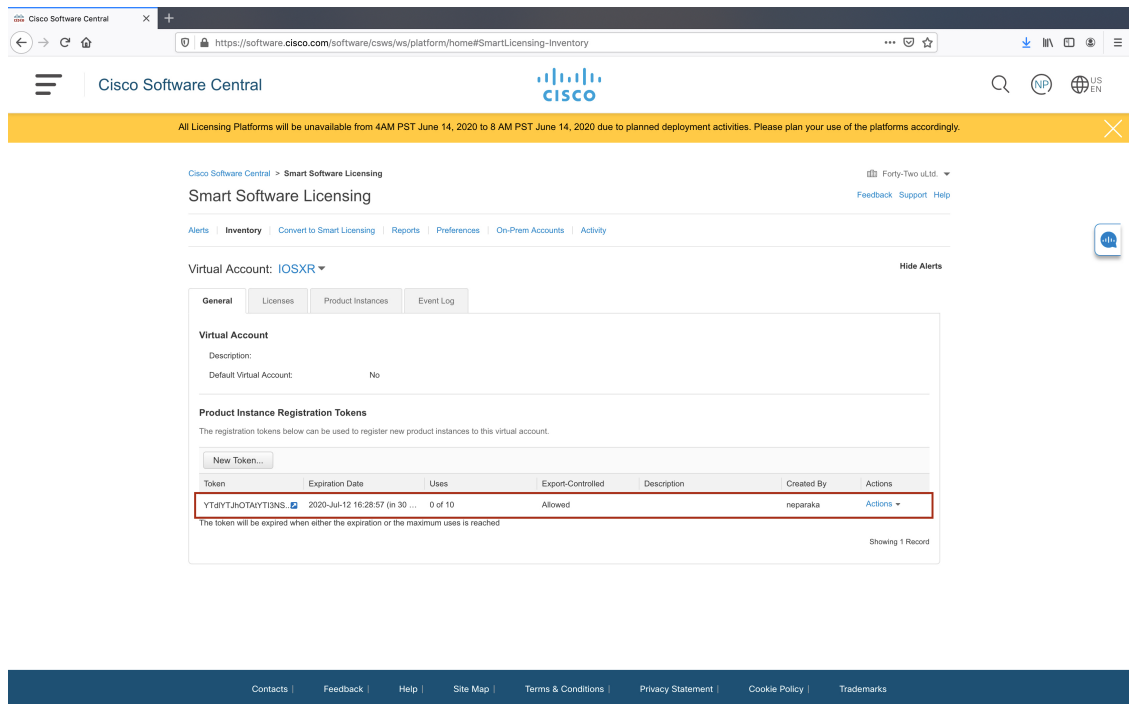 Cisco Software Central
https://software.cisco.com/software/csws/ws/platform/home#SmartLicensing-Inventory
Cisco Software Central
CISCO
NP
US
EN
All Licensing Platforms will be unavailable from 4AM PST June 14, 2020 to 8 AM PST June 14, 2020 due to planned deployment activities. Please plan your use of the platforms accordingly.
Cisco Software Central > Smart Software Licensing
Forty-Two uLtd.
Smart Software Licensing
Feedback Support Help
Alerts | Inventory | Convert to Smart Licensing | Reports | Preferences | On-Prem Accounts | Activity
Virtual Account: IOSXR
Hide Alerts
General Licenses Product Instances Event Log
Virtual Account
Description:
Default Virtual Account: No
Product Instance Registration Tokens
The registration tokens below can be used to register new product instances to this virtual account.
New Token...
Token Expiration Date Uses Export-Controlled Description Created By Actions
2020-Jul-12 16:28:57 (in 30 ... 0 of 10 Allowed neparaka Actions
The token will be expired when either the expiration or the maximum uses is reached
Showing 1 Record
Contacts | Feedback | Help | Site Map | Terms & Conditions | Privacy Statement | Cookie Policy | Trademarks